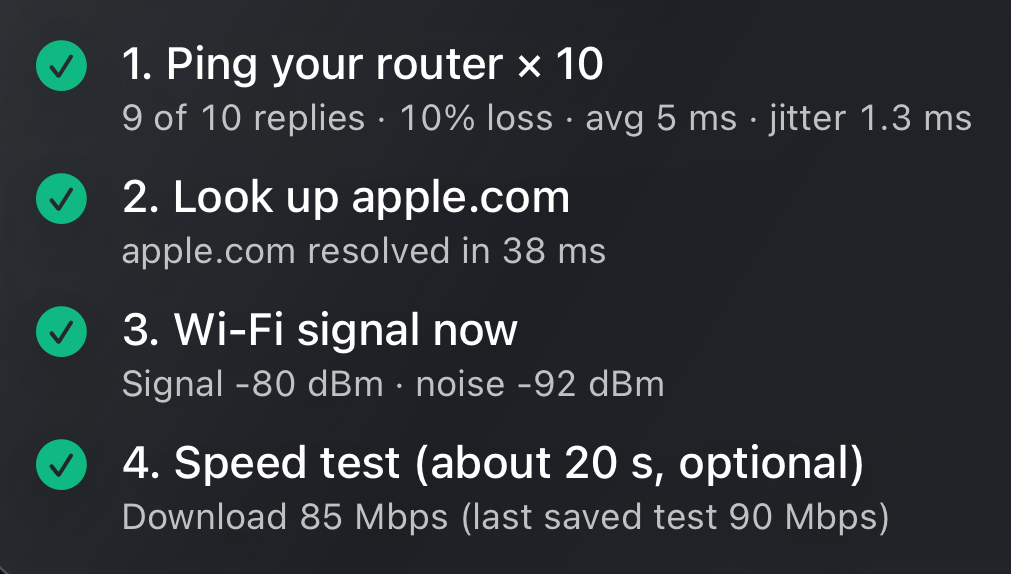 1. Ping your router × 10
9 of 10 replies · 10% loss · avg 5 ms · jitter 1.3 ms
2. Look up apple.com
apple.com resolved in 38 ms
3. Wi-Fi signal now
Signal -80 dBm · noise -92 dBm
4. Speed test (about 20 s, optional)
Download 85 Mbps (last saved test 90 Mbps)